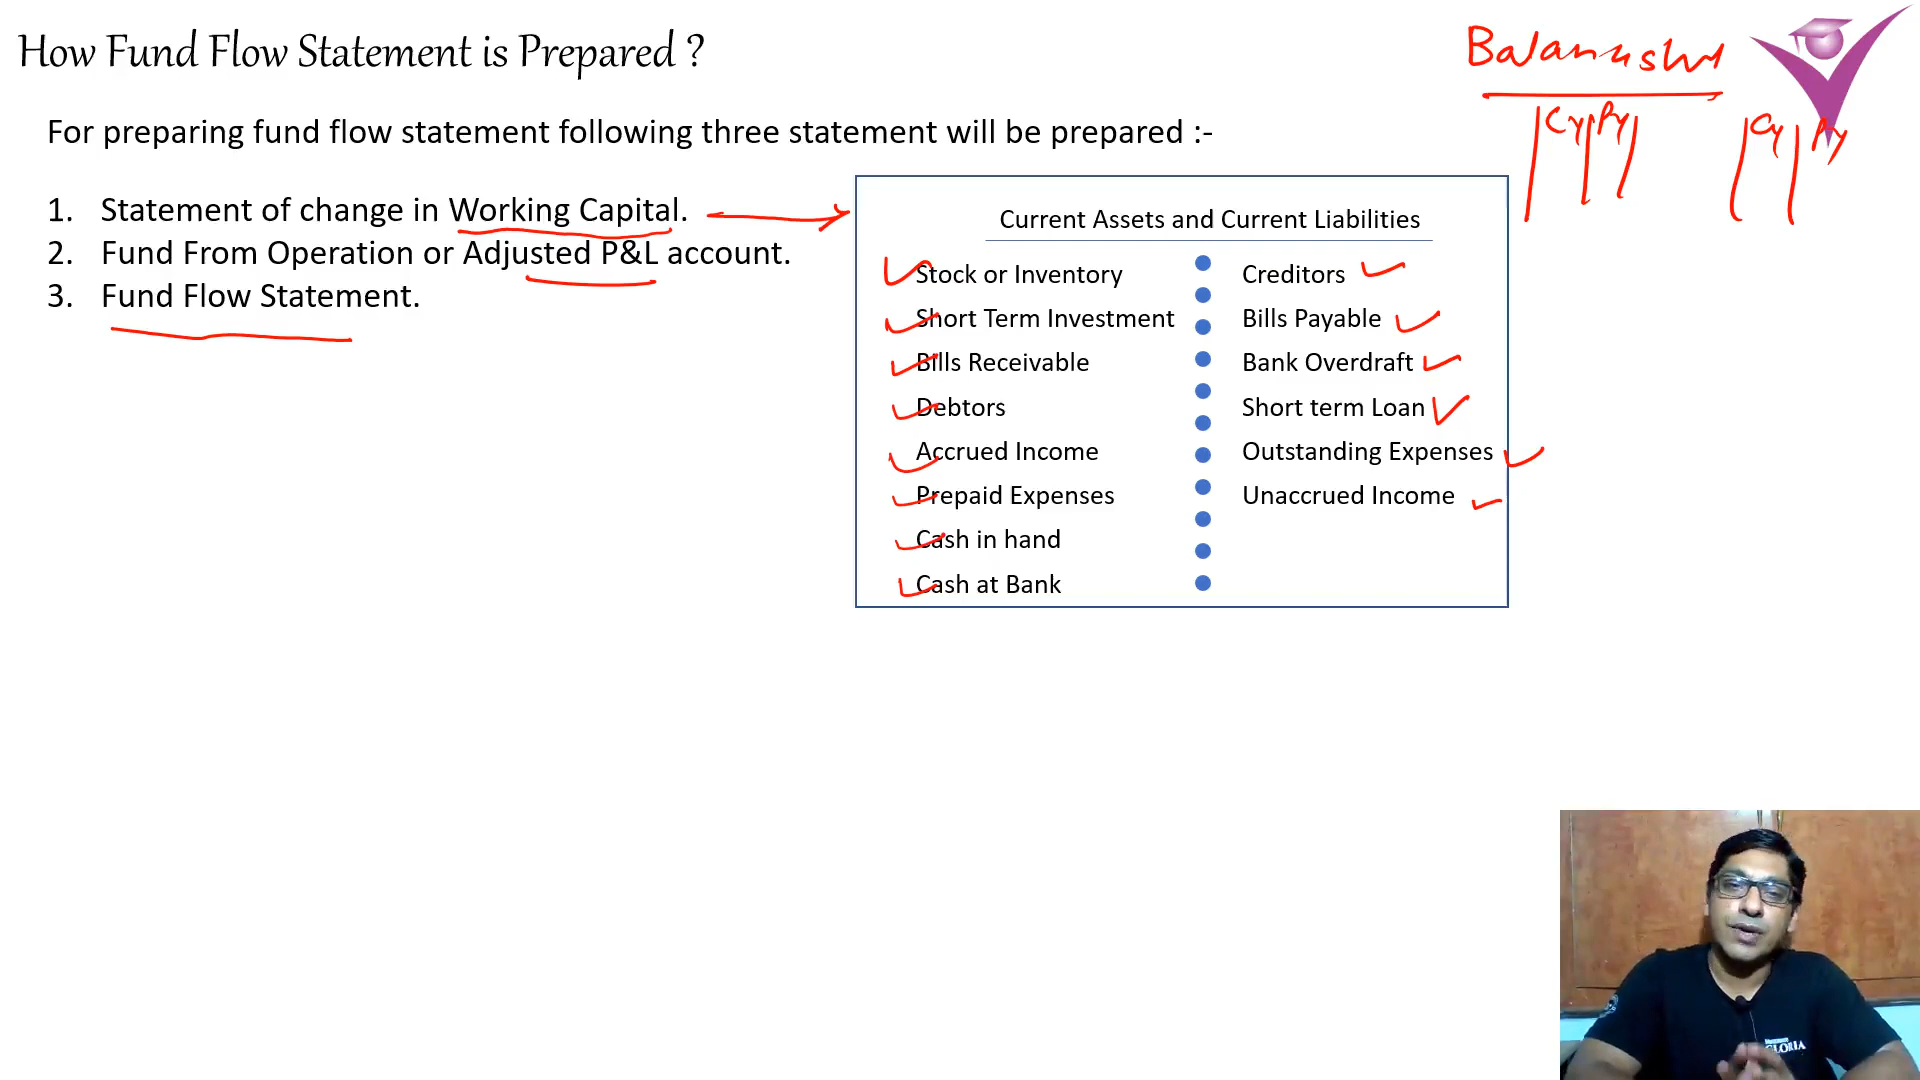 How Fund Flow Statement is Prepared ?
For preparing fund flow statement following three statement will be prepared :-
1. Statement of change in Working Capital.
2. Fund From Operation or Adjusted P&L account.
3. Fund Flow Statement.
Current Assets and Current Liabilities
Stock or Inventory
Short Term Investment
Bills Receivable
Debtors
Accrued Income
Prepaid Expenses
Cash in hand
Cash at Bank
Creditors
Bills Payable
Bank Overdraft
Short term Loan
Outstanding Expenses
Unaccrued Income
Cy Py
Cy Py
GLORIA